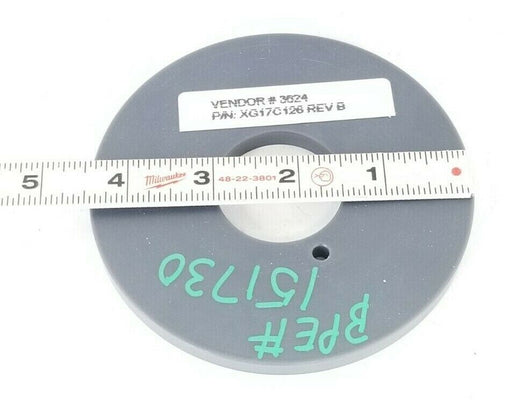 VENDOR # 3624
P/N: XG17C126 REV B
5 4 Milwaukee 3 48-22-3801 2 1
BPE#
151730